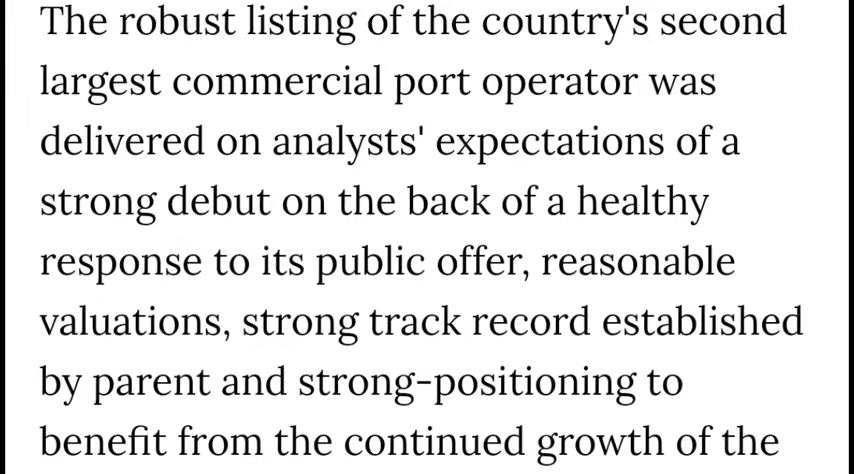 The robust listing of the country's second
largest commercial port operator was
delivered on analysts' expectations of a
strong debut on the back of a healthy
response to its public offer, reasonable
valuations, strong track record established
by parent and strong-positioning to
benefit from the continued growth of the